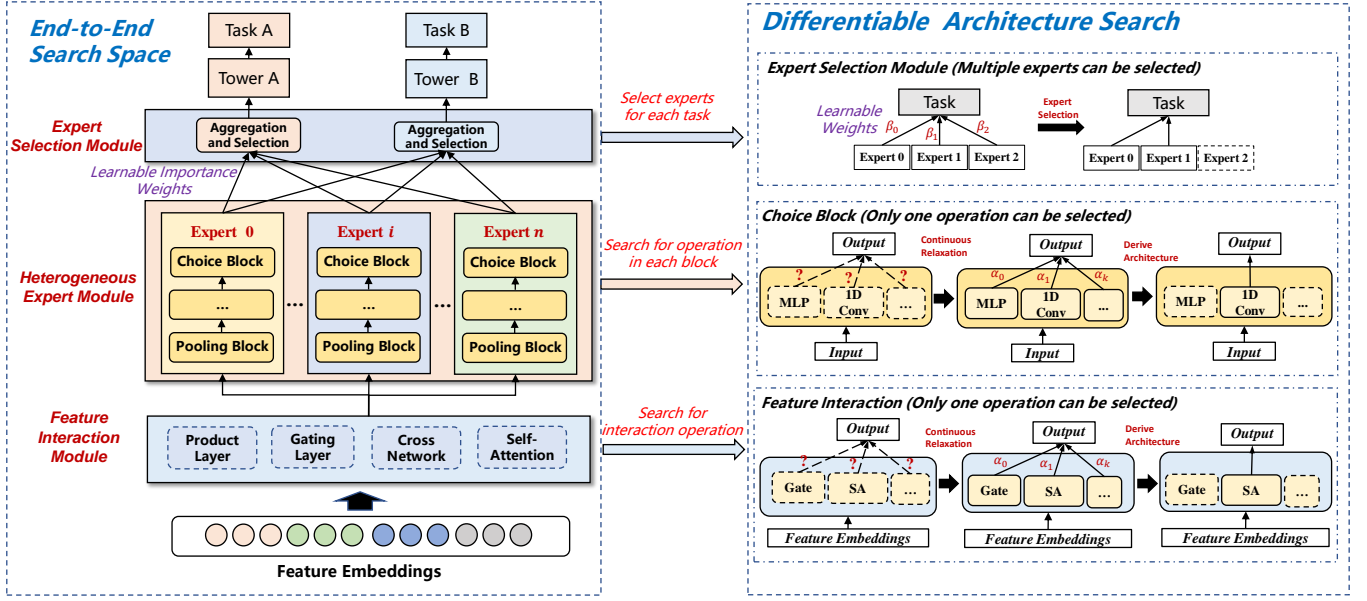 End-to-End
Search Space
Task A
Task B
Tower A
Tower B
Expert
Selection Module
Aggregation
and Selection
Aggregation
and Selection
Learnable Importance
Weights
Heterogeneous
Expert Module
Expert 0
Choice Block
...
Pooling Block
...
Expert i
Choice Block
...
Pooling Block
...
Expert n
Choice Block
...
Pooling Block
Feature
Interaction
Module
Product
Layer
Gating
Layer
Cross
Network
Self-
Attention
Feature Embeddings
Select experts
for each task
Search for operation
in each block
Search for
interaction operation
Differentiable Architecture Search
Expert Selection Module (Multiple experts can be selected)
Learnable
Weights
Task
β0
β1
β2
Expert 0
Expert 1
Expert 2
Expert
Selection
Task
Expert 0
Expert 1
Expert 2
Choice Block (Only one operation can be selected)
Output
? ? ?
MLP
1D
Conv
...
Input
Continuous
Relaxation
Output
α0
α1
αk
MLP
1D
Conv
...
Input
Derive
Architecture
Output
MLP
1D
Conv
...
Input
Feature Interaction (Only one operation can be selected)
Output
? ? ?
Gate
SA
...
Feature Embeddings
Continuous
Relaxation
Output
α0
α1
αk
Gate
SA
...
Feature Embeddings
Derive
Architecture
Output
Gate
SA
...
Feature Embeddings